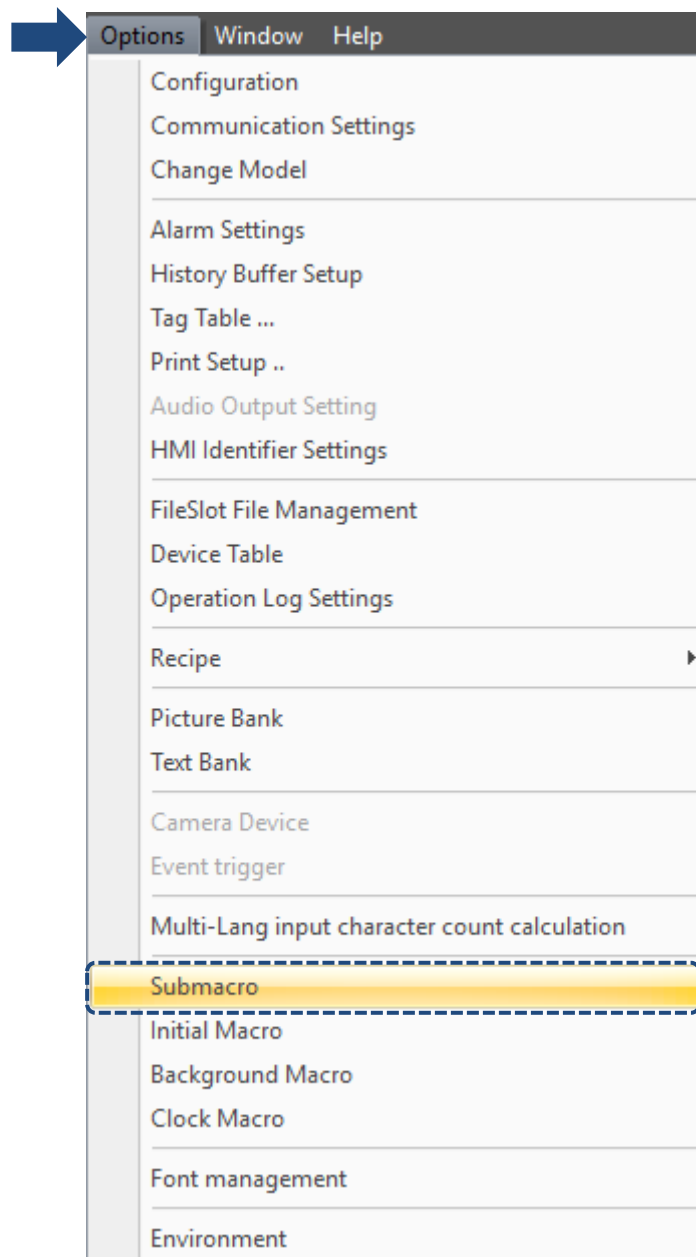 Options Window Help
Configuration
Communication Settings
Change Model
Alarm Settings
History Buffer Setup
Tag Table ...
Print Setup ..
Audio Output Setting
HMI Identifier Settings
FileSlot File Management
Device Table
Operation Log Settings
Recipe
Picture Bank
Text Bank
Camera Device
Event trigger
Multi-Lang input character count calculation
Submacro
Initial Macro
Background Macro
Clock Macro
Font management
Environment